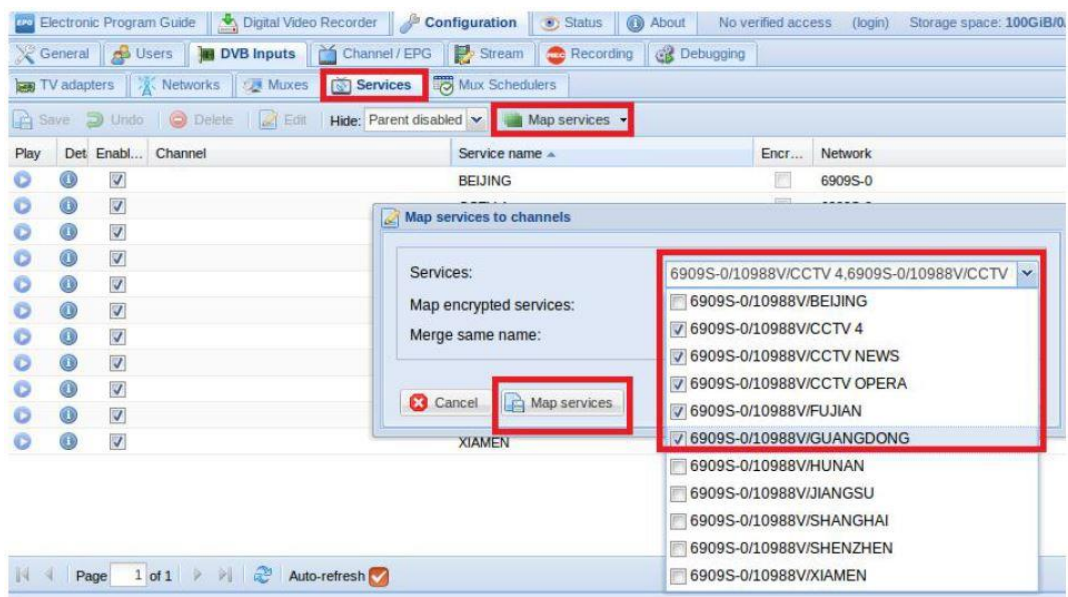 Electronic Program Guide Digital Video Recorder Configuration Status About No verified access (login) Storage space: 100GiB/0
General Users DVB Inputs Channel / EPG Stream Recording Debugging
TV adapters Networks Muxes Services Mux Schedulers
Save Undo Delete Edit Hide: Parent disabled Map services
Play Det Enabl... Channel Service name Encr... Network
BEIJING 6909S-0
Map services to channels
Services: 6909S-0/10988V/CCTV 4,6909S-0/10988V/CCTV
6909S-0/10988V/BEIJING
Map encrypted services:
6909S-0/10988V/CCTV 4
Merge same name:
6909S-0/10988V/CCTV NEWS
6909S-0/10988V/CCTV OPERA
Cancel Map services
6909S-0/10988V/FUJIAN
6909S-0/10988V/GUANGDONG
XIAMEN
6909S-0/10988V/HUNAN
6909S-0/10988V/JIANGSU
6909S-0/10988V/SHANGHAI
6909S-0/10988V/SHENZHEN
6909S-0/10988V/XIAMEN
Page 1 of 1 Auto-refresh